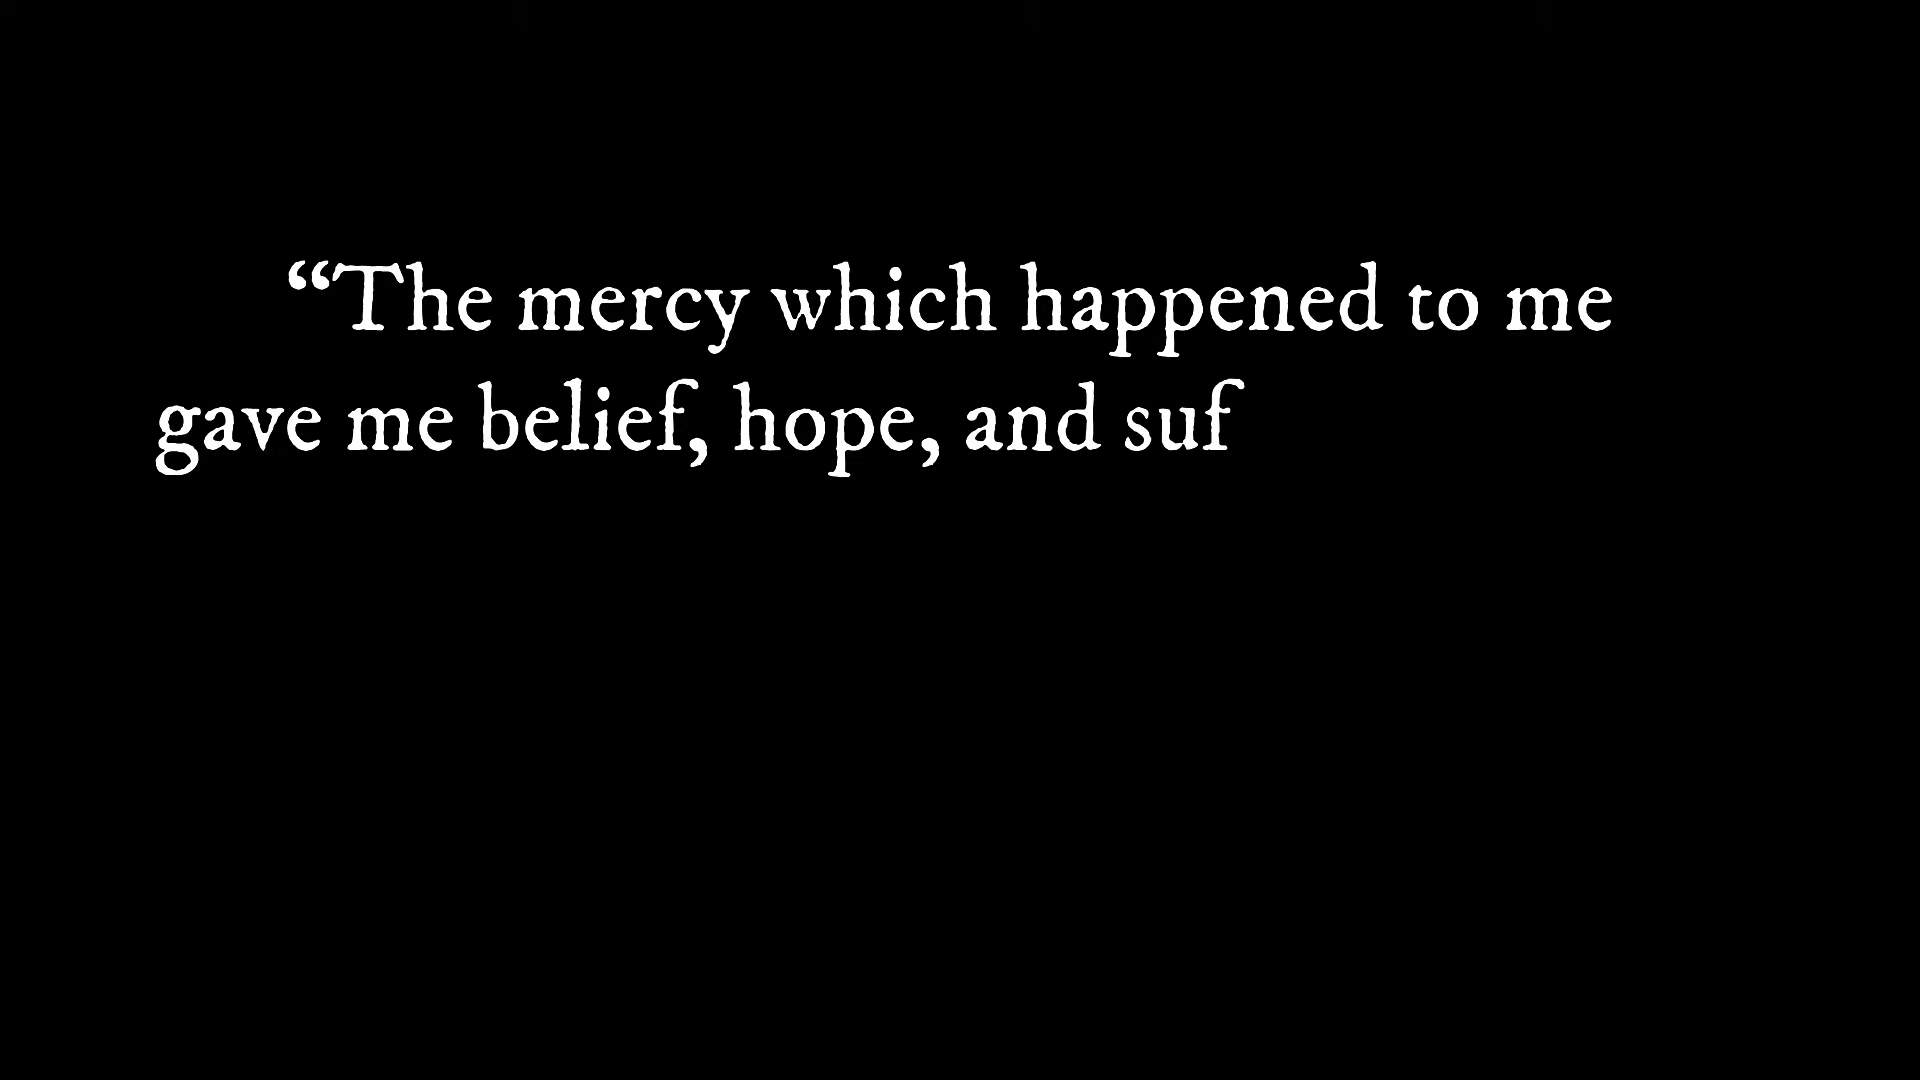 “The mercy which happened to me
gave me belief, hope, and suf